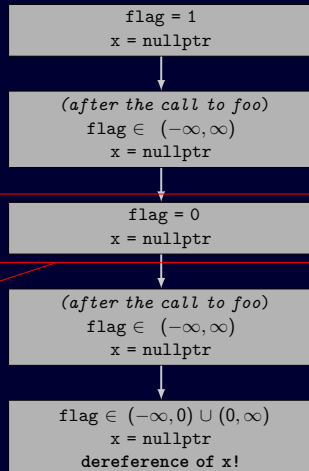 flag = 1
x = nullptr
(after the call to foo)
flag ∈ (−∞, ∞)
x = nullptr
flag = 0
x = nullptr
(after the call to foo)
flag ∈ (−∞, ∞)
x = nullptr
flag ∈ (−∞, 0) ∪ (0, ∞)
x = nullptr
dereference of x!